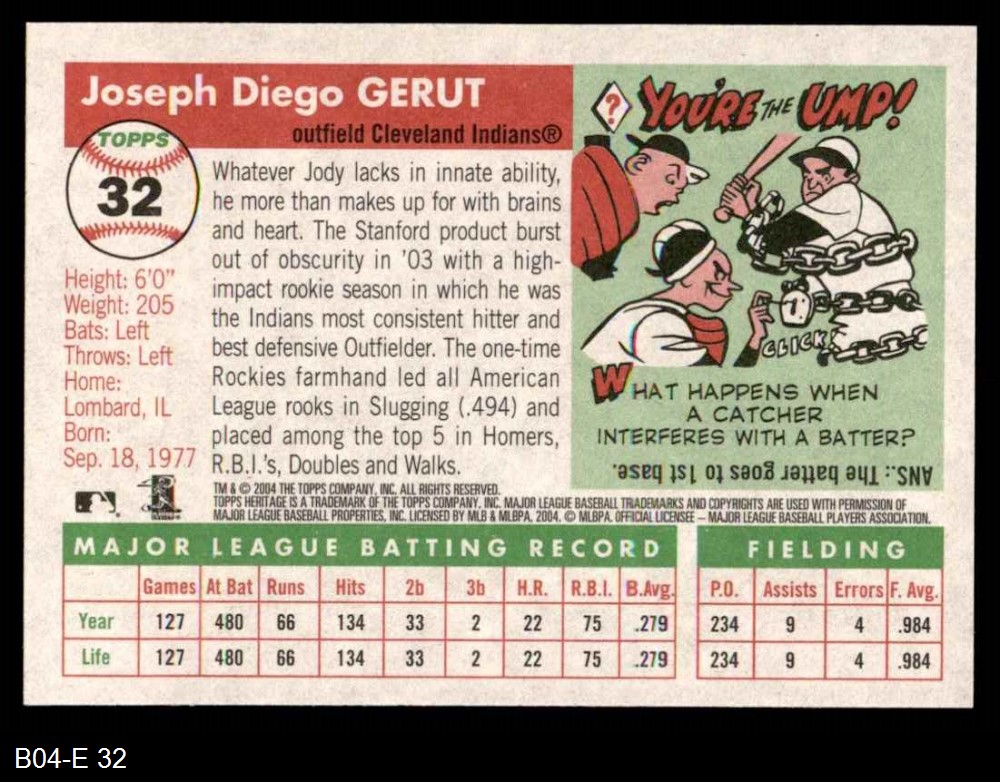 Joseph Diego GERUT
outfield Cleveland Indians®
TOPPS
32
Height: 6'0"
Weight: 205
Bats: Left
Throws: Left
Home:
Lombard, IL
Born:
Sep. 18, 1977
Whatever Jody lacks in innate ability,
he more than makes up for with brains
and heart. The Stanford product burst
out of obscurity in '03 with a high-
impact rookie season in which he was
the Indians most consistent hitter and
best defensive Outfielder. The one-time
Rockies farmhand led all American
League rooks in Slugging (.494) and
placed among the top 5 in Homers,
R.B.I.'s, Doubles and Walks.
?
YOU'RE THE UMP!
CLICK!
WHAT HAPPENS WHEN
A CATCHER
INTERFERES WITH A BATTER?
ANS.: The batter goes to 1st base.
TM & © 2004 THE TOPPS COMPANY, INC. ALL RIGHTS RESERVED.
TOPPS HERITAGE IS A TRADEMARK OF THE TOPPS COMPANY, INC. MAJOR LEAGUE BASEBALL TRADEMARKS AND COPYRIGHTS ARE USED WITH PERMISSION OF
MAJOR LEAGUE BASEBALL PROPERTIES, INC. LICENSED BY MLB & MLBPA, 2004. © MLBPA. OFFICIAL LICENSEE – MAJOR LEAGUE BASEBALL PLAYERS ASSOCIATION.
MAJOR LEAGUE BATTING RECORD
Games At Bat Runs Hits 2b 3b H.R. R.B.I. B.Avg.
Year 127 480 66 134 33 2 22 75 .279
Life 127 480 66 134 33 2 22 75 .279
FIELDING
P.O. Assists Errors F. Avg.
234 9 4 .984
234 9 4 .984
B04-E 32